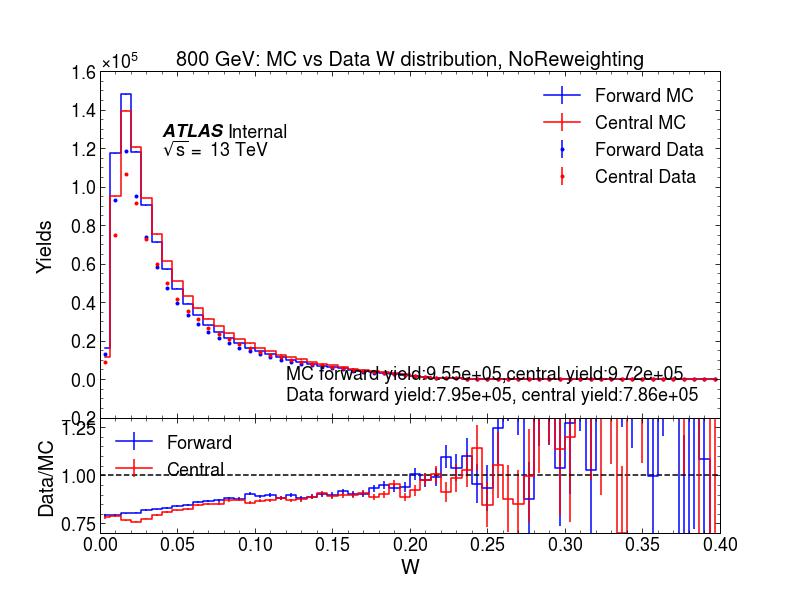 ×10⁵
800 GeV: MC vs Data W distribution, NoReweighting
1.6
1.4
1.2
1.0
0.8
0.6
0.4
0.2
0.0
0.2
Yields
ATLAS Internal
√s = 13 TeV
Forward MC
Central MC
Forward Data
Central Data
MC forward yield:9.55e+05 central yield:9.72e+05
Data forward yield:7.95e+05, central yield:7.86e+05
1.25
1.00
0.75
Data/MC
Forward
Central
0.00 0.05 0.10 0.15 0.20 0.25 0.30 0.35 0.40
W